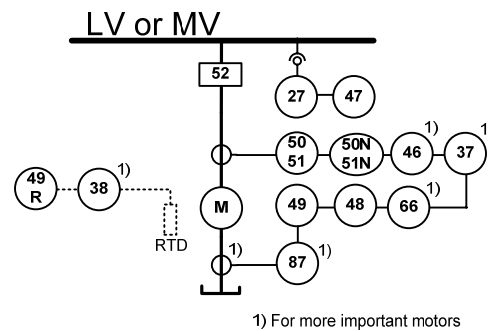 LV or MV
52
27
47
50
51
50N
51N
1)
46
1
37
49
R
38
1)
M
49
48
66
1)
RTD
1)
87
1)
1) For more important motors